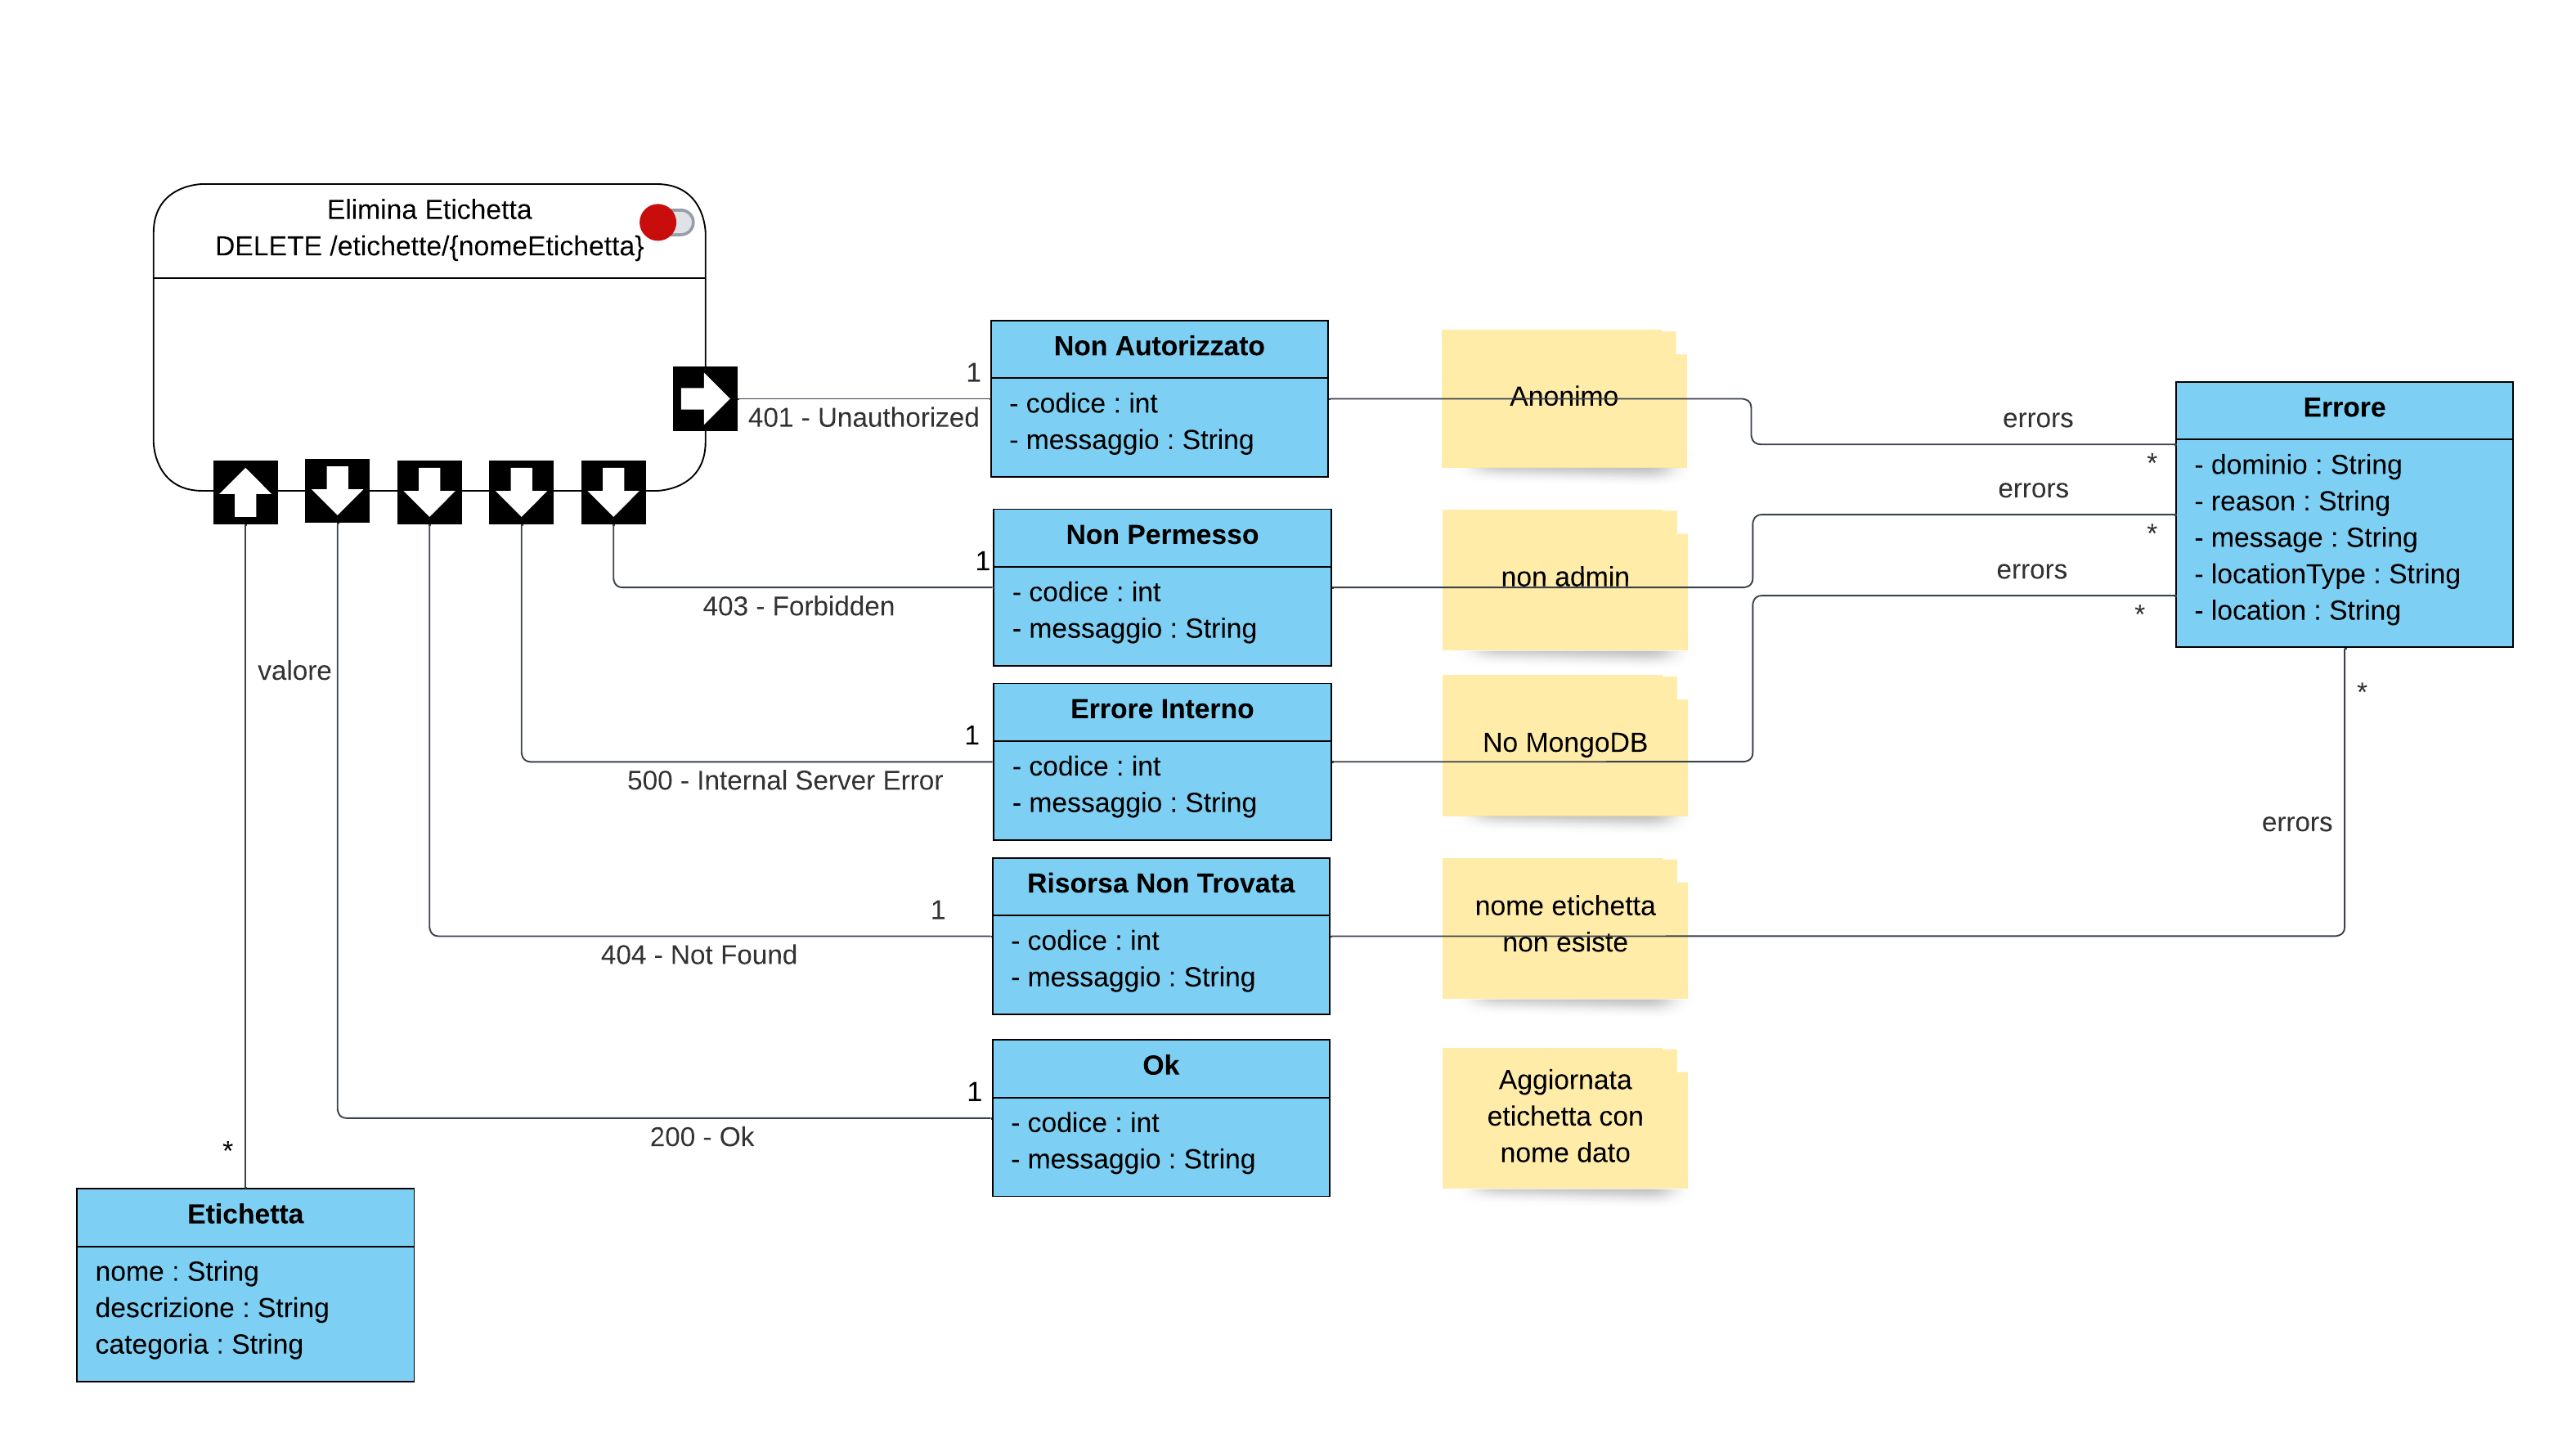 Elimina Etichetta
DELETE /etichette/{nomeEtichetta}
1
401 - Unauthorized
Non Autorizzato
- codice : int
- messaggio : String
Anonimo
errors
*
Errore
- dominio : String
- reason : String
- message : String
- locationType : String
- location : String
1
403 - Forbidden
Non Permesso
- codice : int
- messaggio : String
non admin
errors
*
errors
*
valore
1
500 - Internal Server Error
Errore Interno
- codice : int
- messaggio : String
No MongoDB
*
errors
1
404 - Not Found
Risorsa Non Trovata
- codice : int
- messaggio : String
nome etichetta
non esiste
1
200 - Ok
Ok
- codice : int
- messaggio : String
Aggiornata
etichetta con
nome dato
*
Etichetta
nome : String
descrizione : String
categoria : String